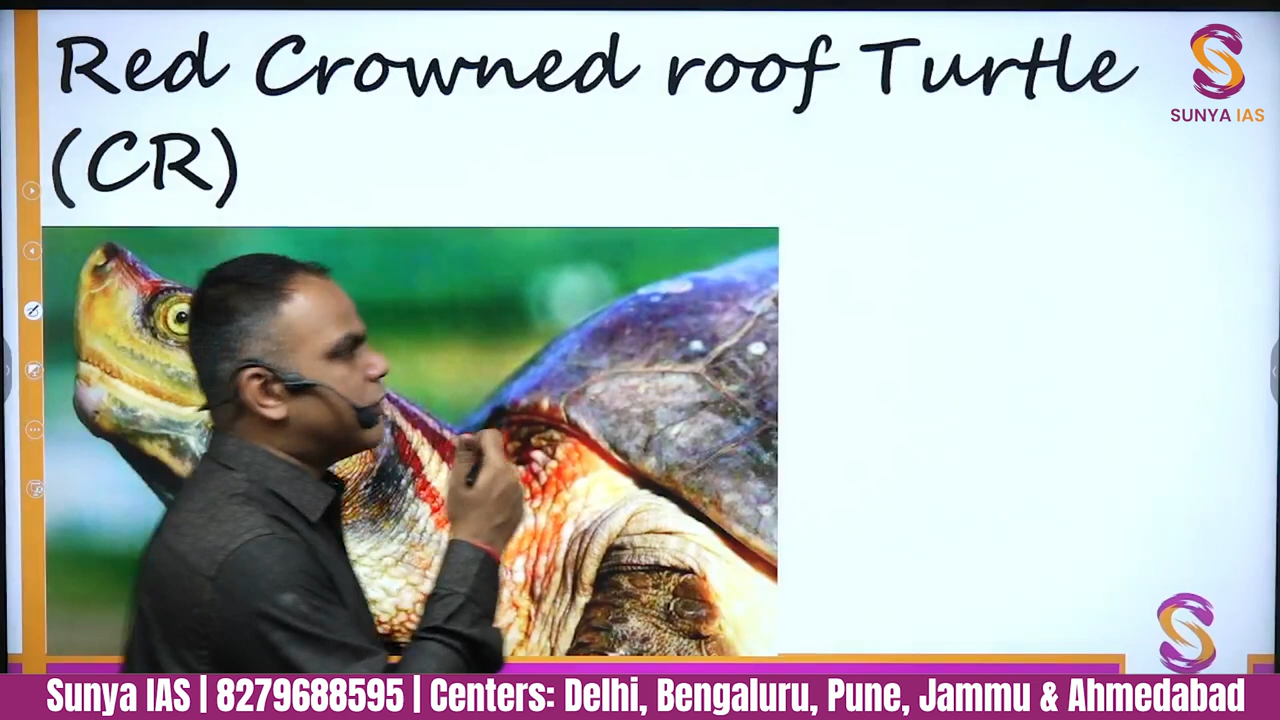 Red Crowned roof Turtle
(CR)
SUNYA IAS
Sunya IAS | 8279688595 | Centers: Delhi, Bengaluru, Pune, Jammu & Ahmedabad